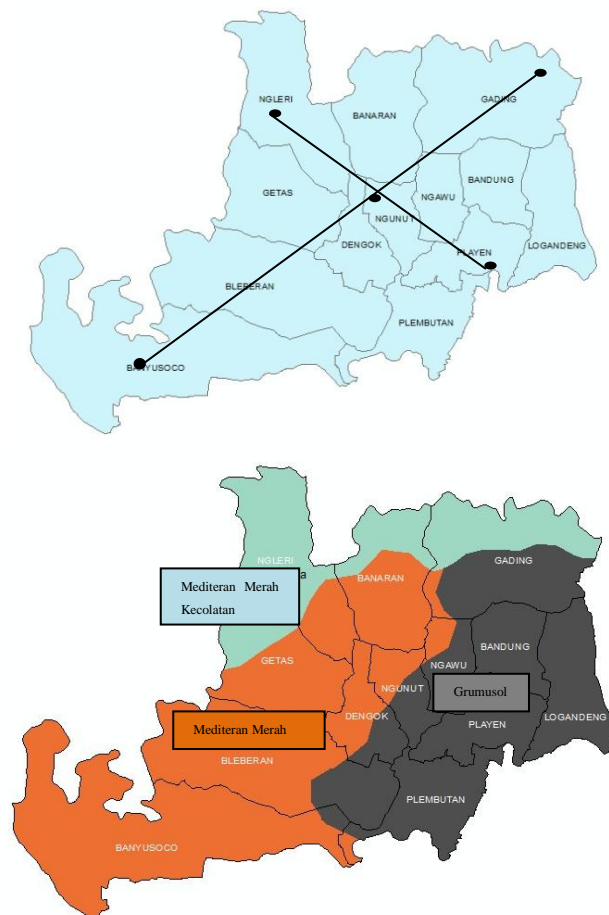 NGLERI
BANARAN
GADING
GETAS
BANDUNG
NGAWU
NGUNUT
DENGOK
PLAYEN
LOGANDENG
BLEBERAN
PLEMBUTAN
BANYUSOCO
NGLERI
a
GADING
BANARAN
Mediteran Merah
Kecolatan
BANDUNG
GETAS
NGAWU
NGUNUT
Grumusol
DENGOK
PLAYEN
LOGANDENG
Mediteran Merah
BLEBERAN
PLEMBUTAN
BANYUSOCO